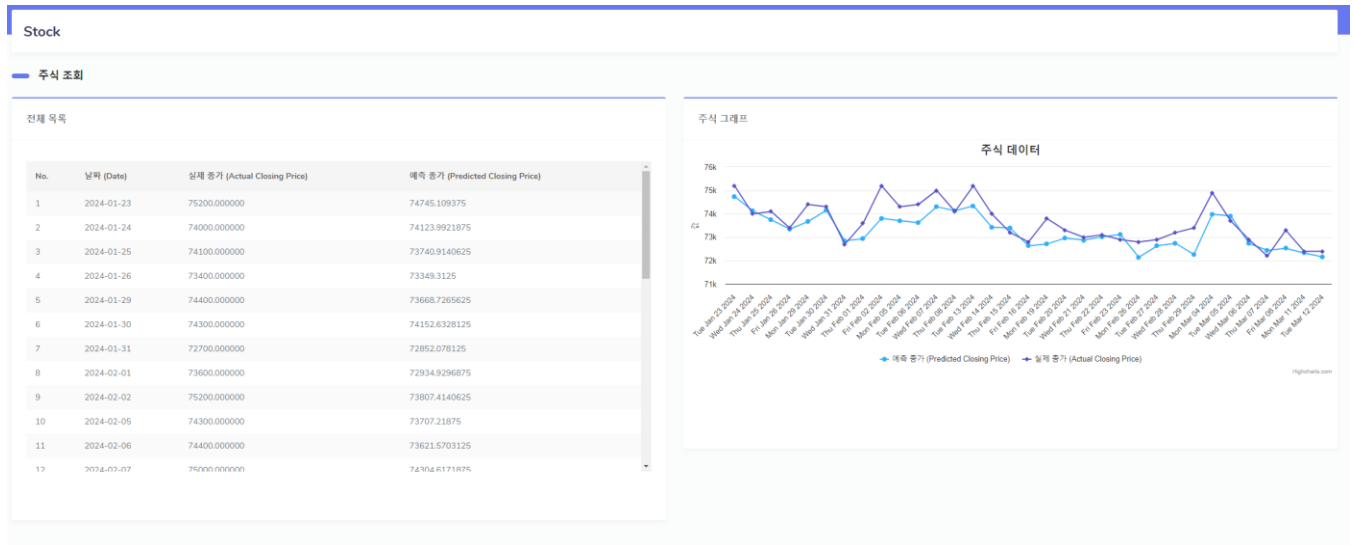 Stock
주식 조회
전체 목록
No. 날짜 (Date) 실제 종가 (Actual Closing Price) 예측 종가 (Predicted Closing Price)
1 2024-01-23 75200.000000 74745.109375
2 2024-01-24 74000.000000 74123.9921875
3 2024-01-25 74100.000000 73740.9140625
4 2024-01-26 73400.000000 73349.3125
5 2024-01-29 74400.000000 73668.7265625
6 2024-01-30 74300.000000 74152.6328125
7 2024-01-31 72700.000000 72852.078125
8 2024-02-01 73600.000000 72934.9296875
9 2024-02-02 75200.000000 73807.4140625
10 2024-02-05 74300.000000 73707.21875
11 2024-02-06 74400.000000 73621.5703125
12 2024-02-07 75000.000000 74304.6171875
주식 그래프
주식 데이터
76k
75k
74k
값
73k
72k
71k
Tue Jan 23 2024
Wed Jan 24 2024
Thu Jan 25 2024
Fri Jan 26 2024
Mon Jan 29 2024
Tue Jan 30 2024
Wed Jan 31 2024
Thu Feb 01 2024
Fri Feb 02 2024
Mon Feb 05 2024
Tue Feb 06 2024
Wed Feb 07 2024
Thu Feb 08 2024
Tue Feb 13 2024
Wed Feb 14 2024
Thu Feb 15 2024
Fri Feb 16 2024
Mon Feb 19 2024
Tue Feb 20 2024
Wed Feb 21 2024
Thu Feb 22 2024
Fri Feb 23 2024
Mon Feb 26 2024
Tue Feb 27 2024
Wed Feb 28 2024
Thu Feb 29 2024
Mon Mar 04 2024
Tue Mar 05 2024
Wed Mar 06 2024
Thu Mar 07 2024
Fri Mar 08 2024
Mon Mar 11 2024
Tue Mar 12 2024
예측 종가 (Predicted Closing Price) 실제 종가 (Actual Closing Price)
Highcharts.com